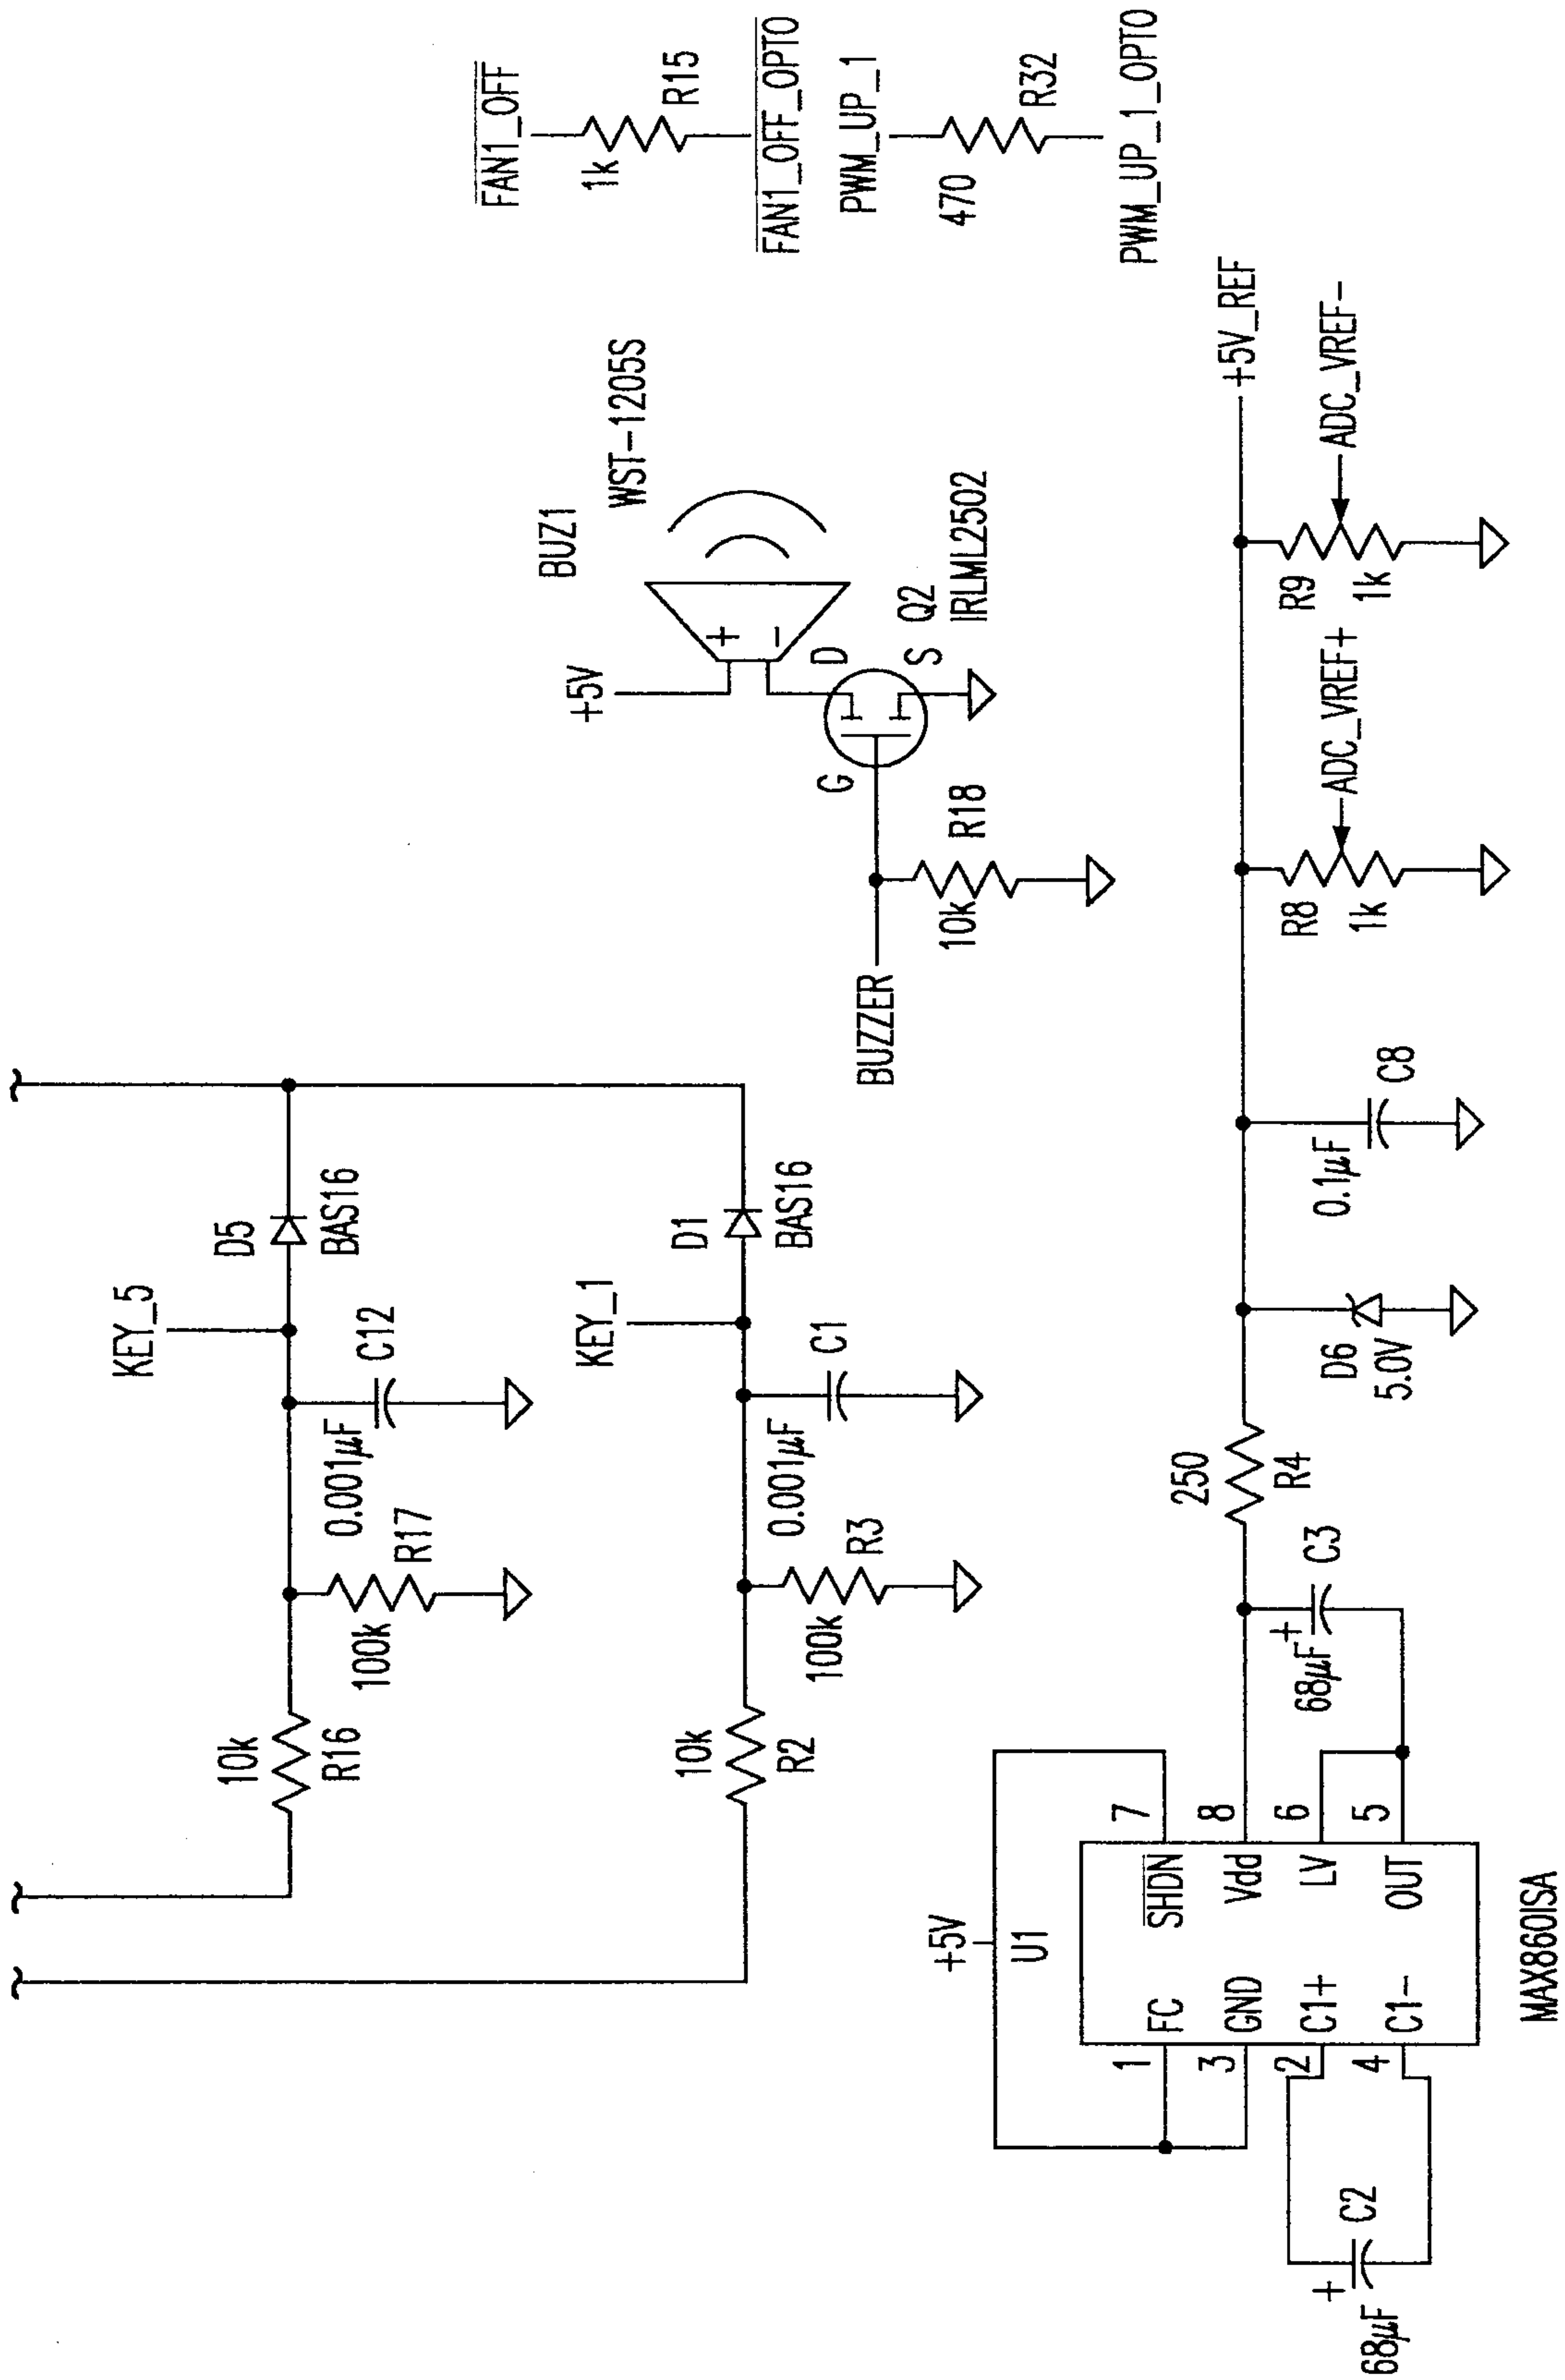 KEY_5
10k
R16
100k
R17
0.001µF
C12
D5
BAS16
KEY_1
10k
R2
100k
R3
0.001µF
C1
D1
BAS16
BUZZER
10k
R18
G
D
S
Q2
IRLML2502
+5V
BUZ1
WST-1205S
FAN1_OFF
1k
R15
FAN1_OFF_OPTO
PWM_UP_1
470
R32
PWM_UP_1_OPTO
68µF
+
C2
+5V
U1
1
FC
3
GND
2
C1+
4
C1-
SHDN
7
Vdd
8
LV
6
OUT
5
MAX860ISA
+
68µF
C3
250
R4
D6
5.0V
0.1µF
C8
R8
1k
ADC_VREF+
R9
1k
ADC_VREF-
+5V_REF
+
-